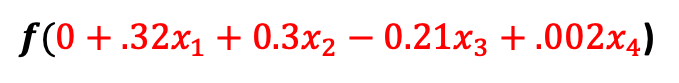 f(0 + .32x₁ + 0.3x₂ − 0.21x₃ + .002x₄)